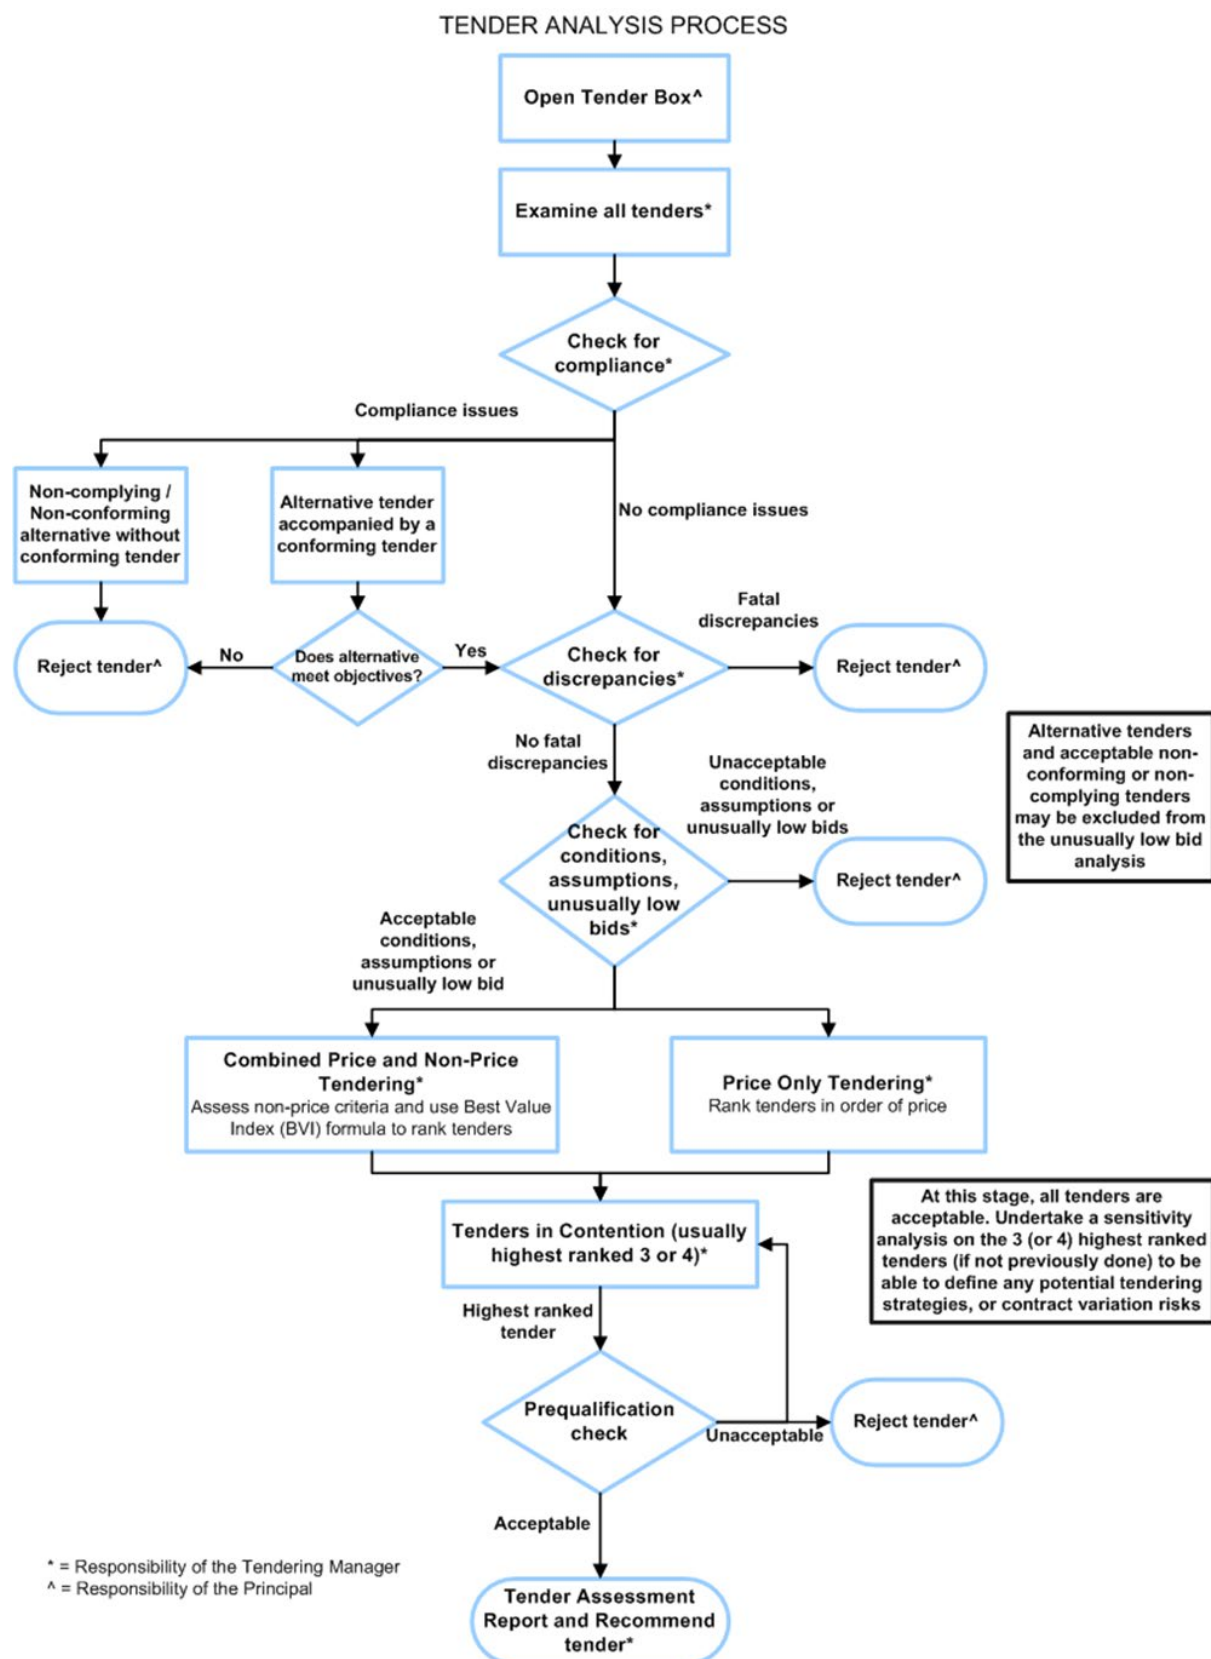 TENDER ANALYSIS PROCESS
Open Tender Box^
Examine all tenders*
Check for
compliance*
Compliance issues
Non-complying /
Non-conforming
alternative without
conforming tender
Alternative tender
accompanied by a
conforming tender
No compliance issues
Fatal
discrepancies
Reject tender^
No
Does alternative
meet objectives?
Yes
Check for
discrepancies*
Reject tender^
No fatal
discrepancies
Unacceptable
conditions,
assumptions or
unusually low bids
Alternative tenders
and acceptable non-
conforming or non-
complying tenders
may be excluded from
the unusually low bid
analysis
Check for
conditions,
assumptions,
unusually low
bids*
Reject tender^
Acceptable
conditions,
assumptions or
unusually low bid
Combined Price and Non-Price
Tendering*
Assess non-price criteria and use Best Value
Index (BVI) formula to rank tenders
Price Only Tendering*
Rank tenders in order of price
Tenders in Contention (usually
highest ranked 3 or 4)*
At this stage, all tenders are
acceptable. Undertake a sensitivity
analysis on the 3 (or 4) highest ranked
tenders (if not previously done) to be
able to define any potential tendering
strategies, or contract variation risks
Highest ranked
tender
Prequalification
check
Unacceptable
Reject tender^
Acceptable
* = Responsibility of the Tendering Manager
^ = Responsibility of the Principal
Tender Assessment
Report and Recommend
tender*